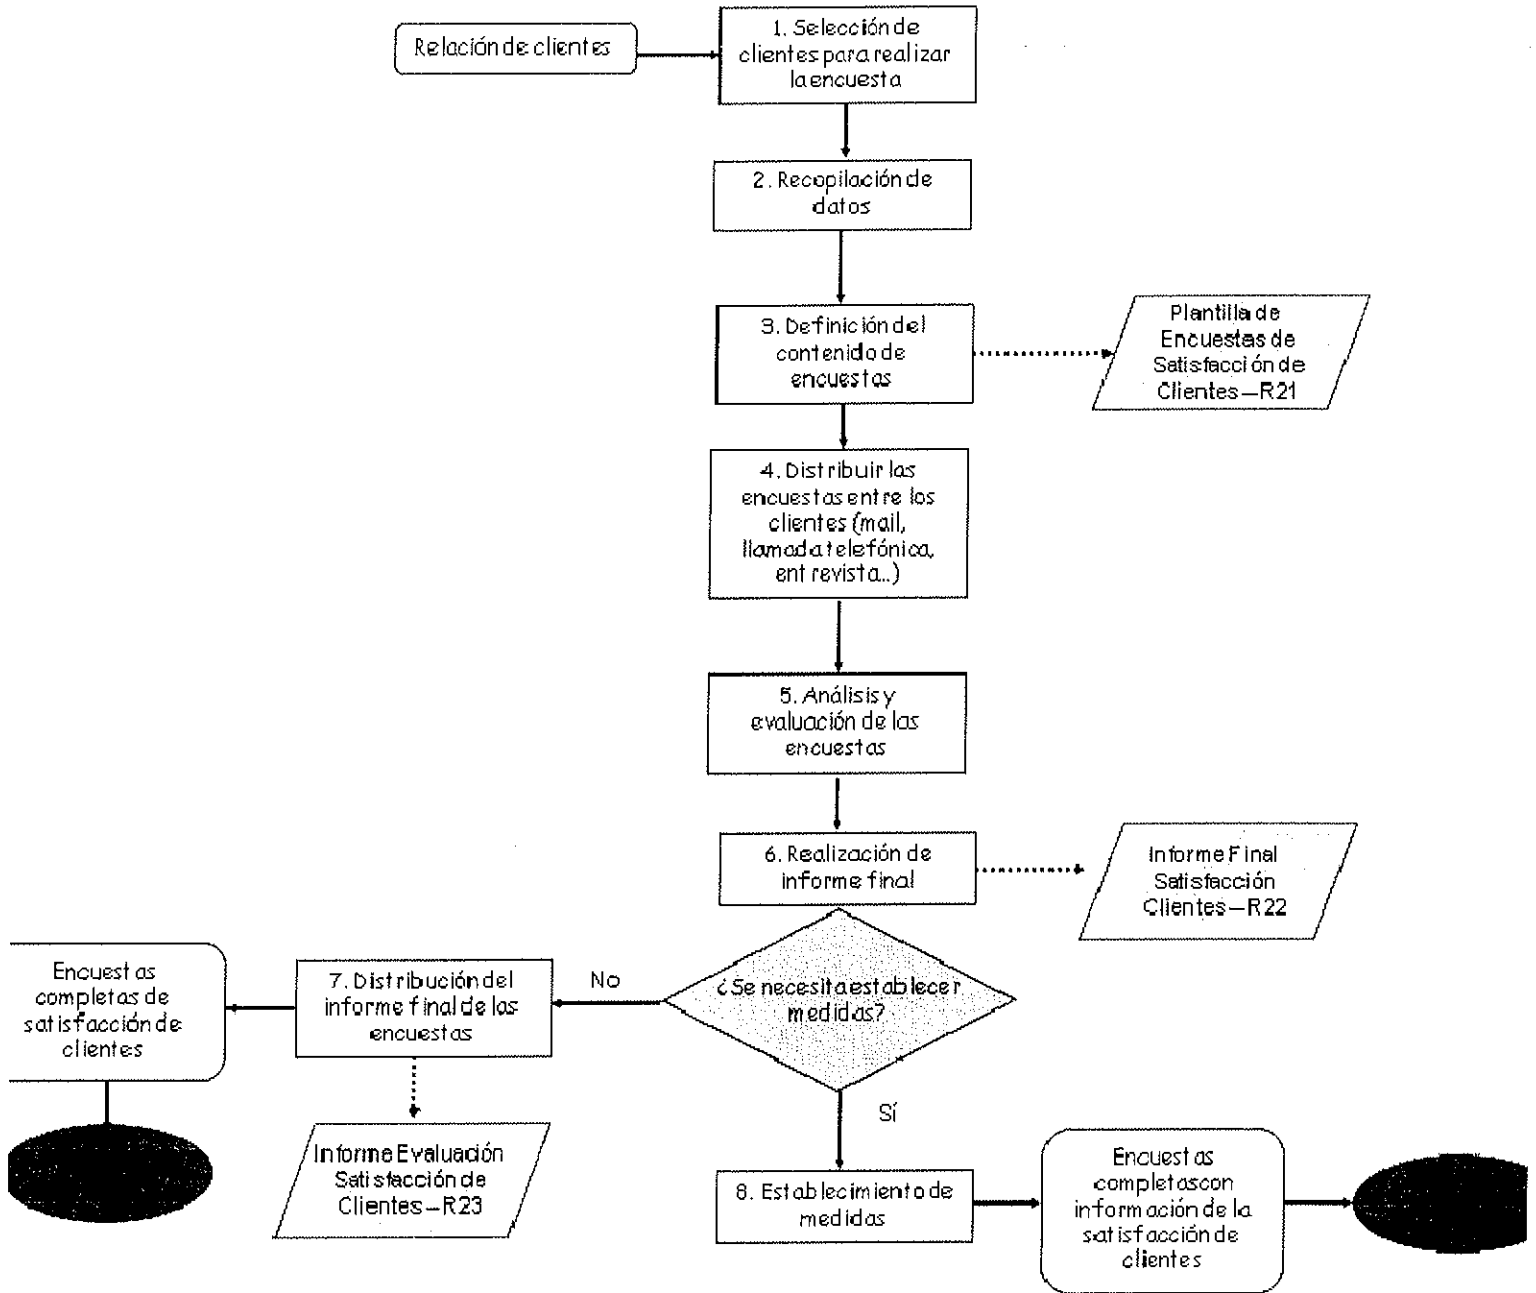 Relación de clientes
1. Selección de
clientes para realizar
la encuesta
2. Recopilación de
datos
3. Definición del
contenido de
encuestas
Plantilla de
Encuestas de
Satisfacción de
Clientes—R21
4. Distribuir las
encuestas entre los
clientes (mail,
llamada telefónica,
entrevista..)
5. Análisis y
evaluación de las
encuestas
6. Realización de
informe final
Informe Final
Satisfacción
Clientes—R22
¿Se necesita establecer
medidas?
No
7. Distribución del
informe final de las
encuestas
Encuestas
completas de
satisfacción de
clientes
Informe Evaluación
Satisfacción de
Clientes—R23
Sí
8. Establecimiento de
medidas
Encuestas
completas con
información de la
satisfacción de
clientes